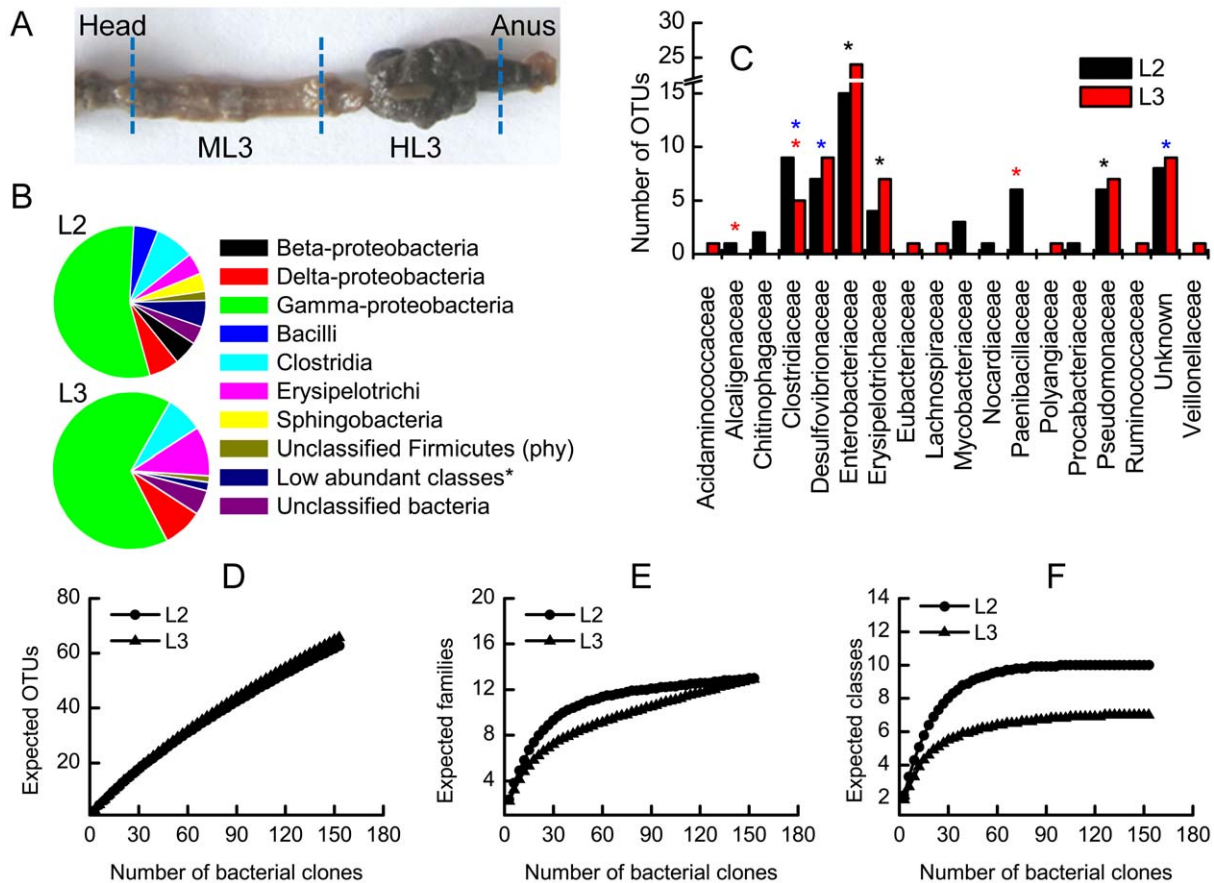 A
Head
Anus
ML3
HL3
B
L2
L3
Beta-proteobacteria
Delta-proteobacteria
Gamma-proteobacteria
Bacilli
Clostridia
Erysipelotrichi
Sphingobacteria
Unclassified Firmicutes (phy)
Low abundant classes*
Unclassified bacteria
C
Number of OTUs
30
25
20
15
10
5
0
L2
L3
*
*
*
*
*
*
*
*
*
Acidaminococcaceae
Alcaligenaceae
Chitinophagaceae
Clostridiaceae
Desulfovibrionaceae
Enterobacteriaceae
Erysipelotrichaceae
Eubacteriaceae
Lachnospiraceae
Mycobacteriaceae
Nocardiaceae
Paenibacillaceae
Polyangiaceae
Procabacteriaceae
Pseudomonaceae
Ruminococcaceae
Unknown
Veillonellaceae
D
Expected OTUs
80
60
40
20
L2
L3
0 30 60 90 120 150 180
Number of bacterial clones
E
Expected families
20
16
12
8
4
L2
L3
0 30 60 90 120 150 180
Number of bacterial clones
F
Expected classes
14
12
10
8
6
4
2
L2
L3
0 30 60 90 120 150 180
Number of bacterial clones